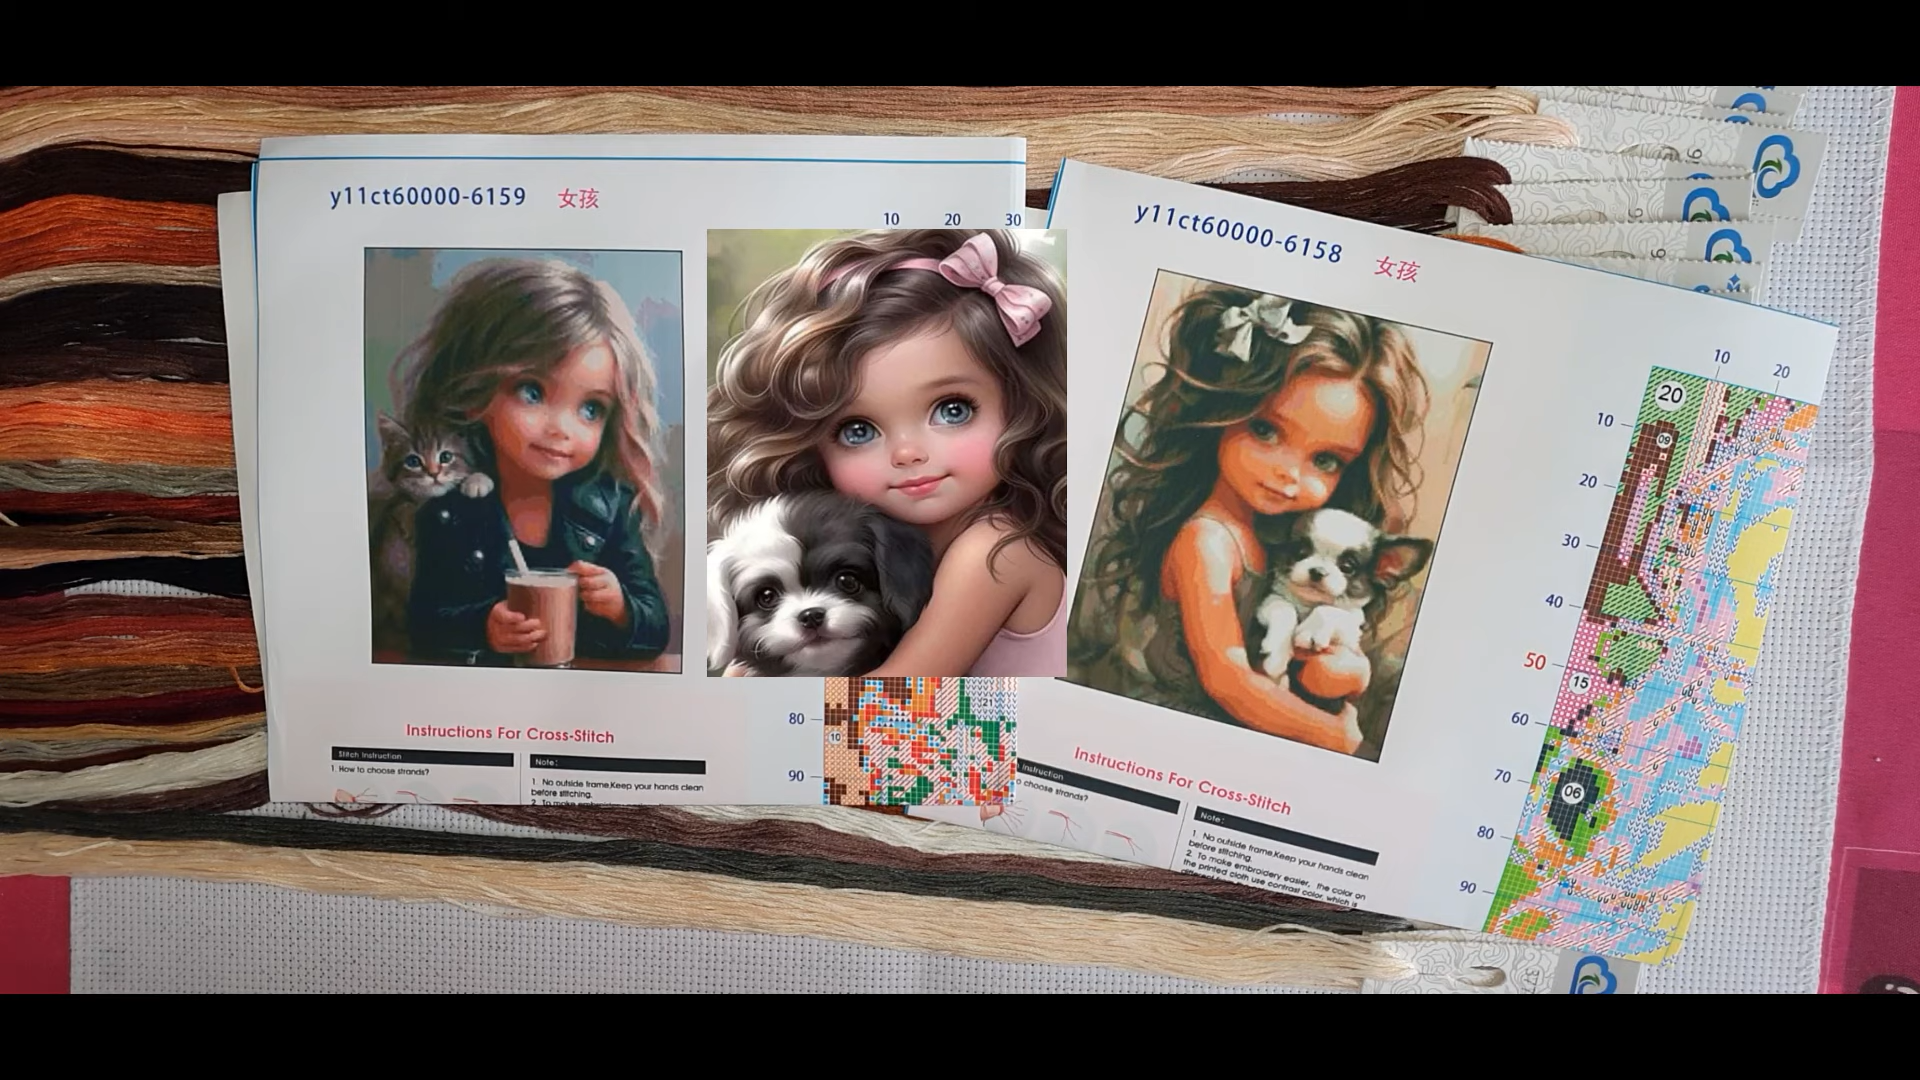 y11ct60000-6159 女孩
10 20 30
80
90
10
21
Instructions For Cross-Stitch
Stitch Instruction
1. How to choose strands?
Note:
1. No outside frame,Keep your hands clean
before stitching.
y11ct60000-6158 女孩
10 20
10
20
30
40
50
60
70
80
90
20
09
15
06
Instructions For Cross-Stitch
Instruction
choose strands?
Note:
1. No outside frame,Keep your hands clean
before stitching.
2. To make embroidery easier, the color on
the printed cloth use contrast color, which is